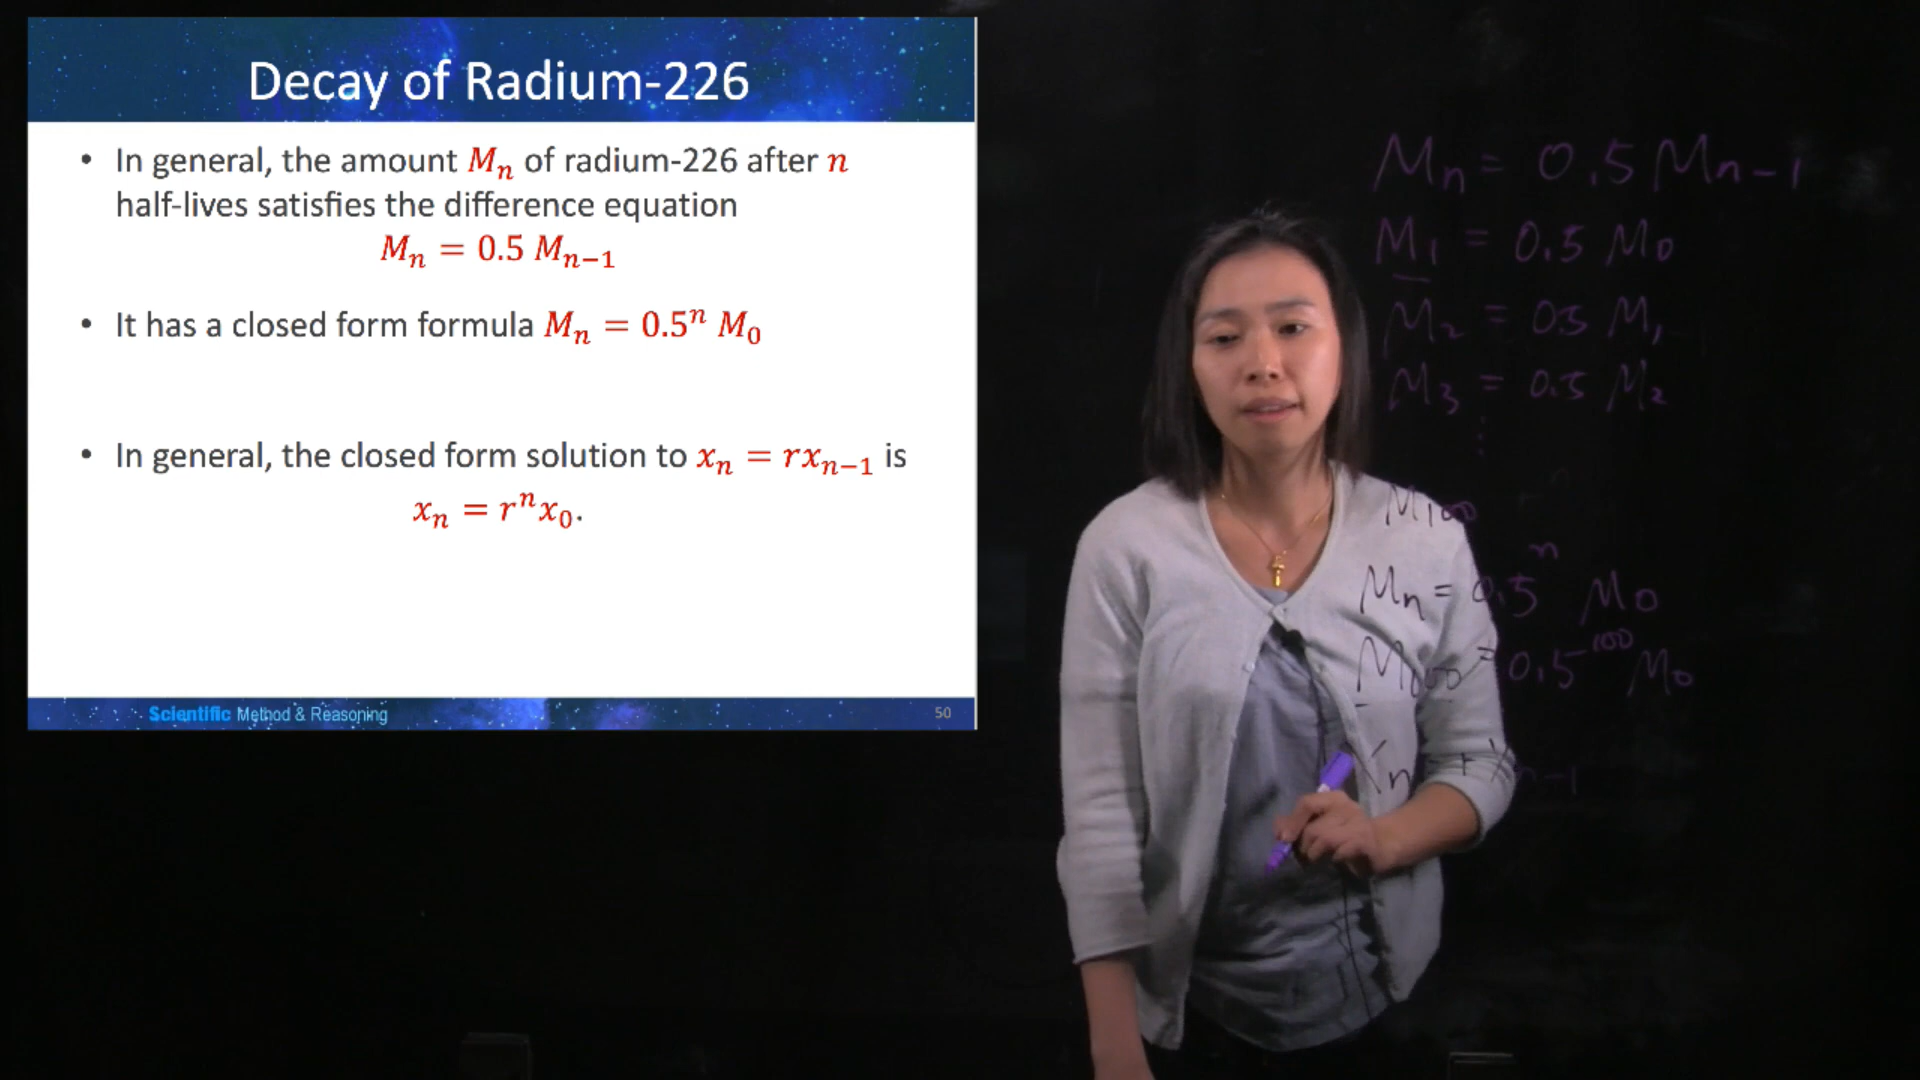 Decay of Radium-226
• In general, the amount Mₙ of radium-226 after n
half-lives satisfies the difference equation
Mₙ = 0.5 Mₙ₋₁
• It has a closed form formula Mₙ = 0.5ⁿ M₀
• In general, the closed form solution to xₙ = rxₙ₋₁ is
xₙ = rⁿx₀.
Scientific Method & Reasoning
50
Mₙ = 0.5 Mₙ₋₁
M₁ = 0.5 M₀
M₂ = 0.5 M₁
M₃ = 0.5 M₂
⋮
M₁₀₀
Mₙ = 0.5ⁿ M₀
M₁₀₀ = 0.5¹⁰⁰ M₀
Xₙ = r Xₙ₋₁